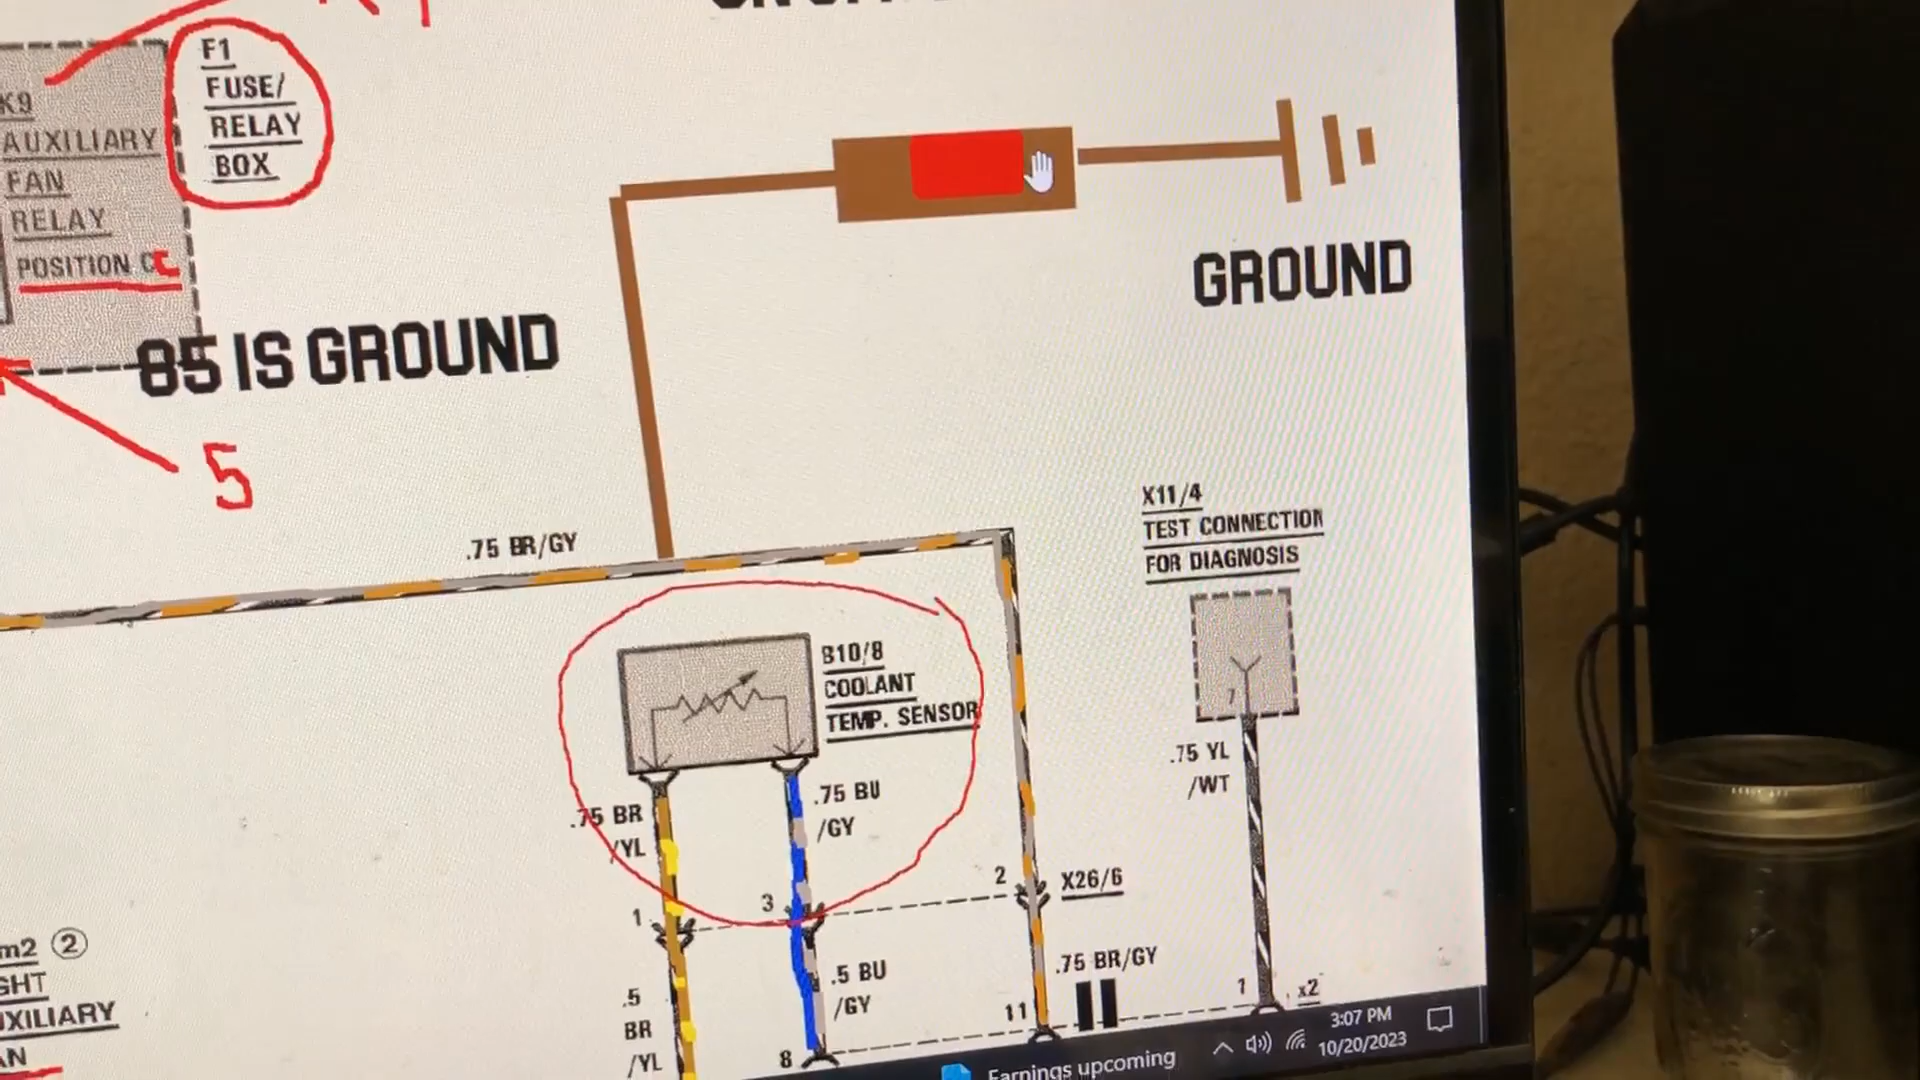 F1
FUSE/
RELAY
BOX
K9
AUXILIARY
FAN
RELAY
POSITION C
C
85 IS GROUND
5
GROUND
.75 BR/GY
X11/4
TEST CONNECTION
FOR DIAGNOSIS
7
B10/8
COOLANT
TEMP. SENSOR
.75 BR
/YL
.75 BU
/GY
.75 YL
/WT
1
3
2
X26/6
m2 2
.5
BR
/YL
.5 BU
/GY
.75 BR/GY
8
11
1
x2
3:07 PM
10/20/2023
Earnings upcoming